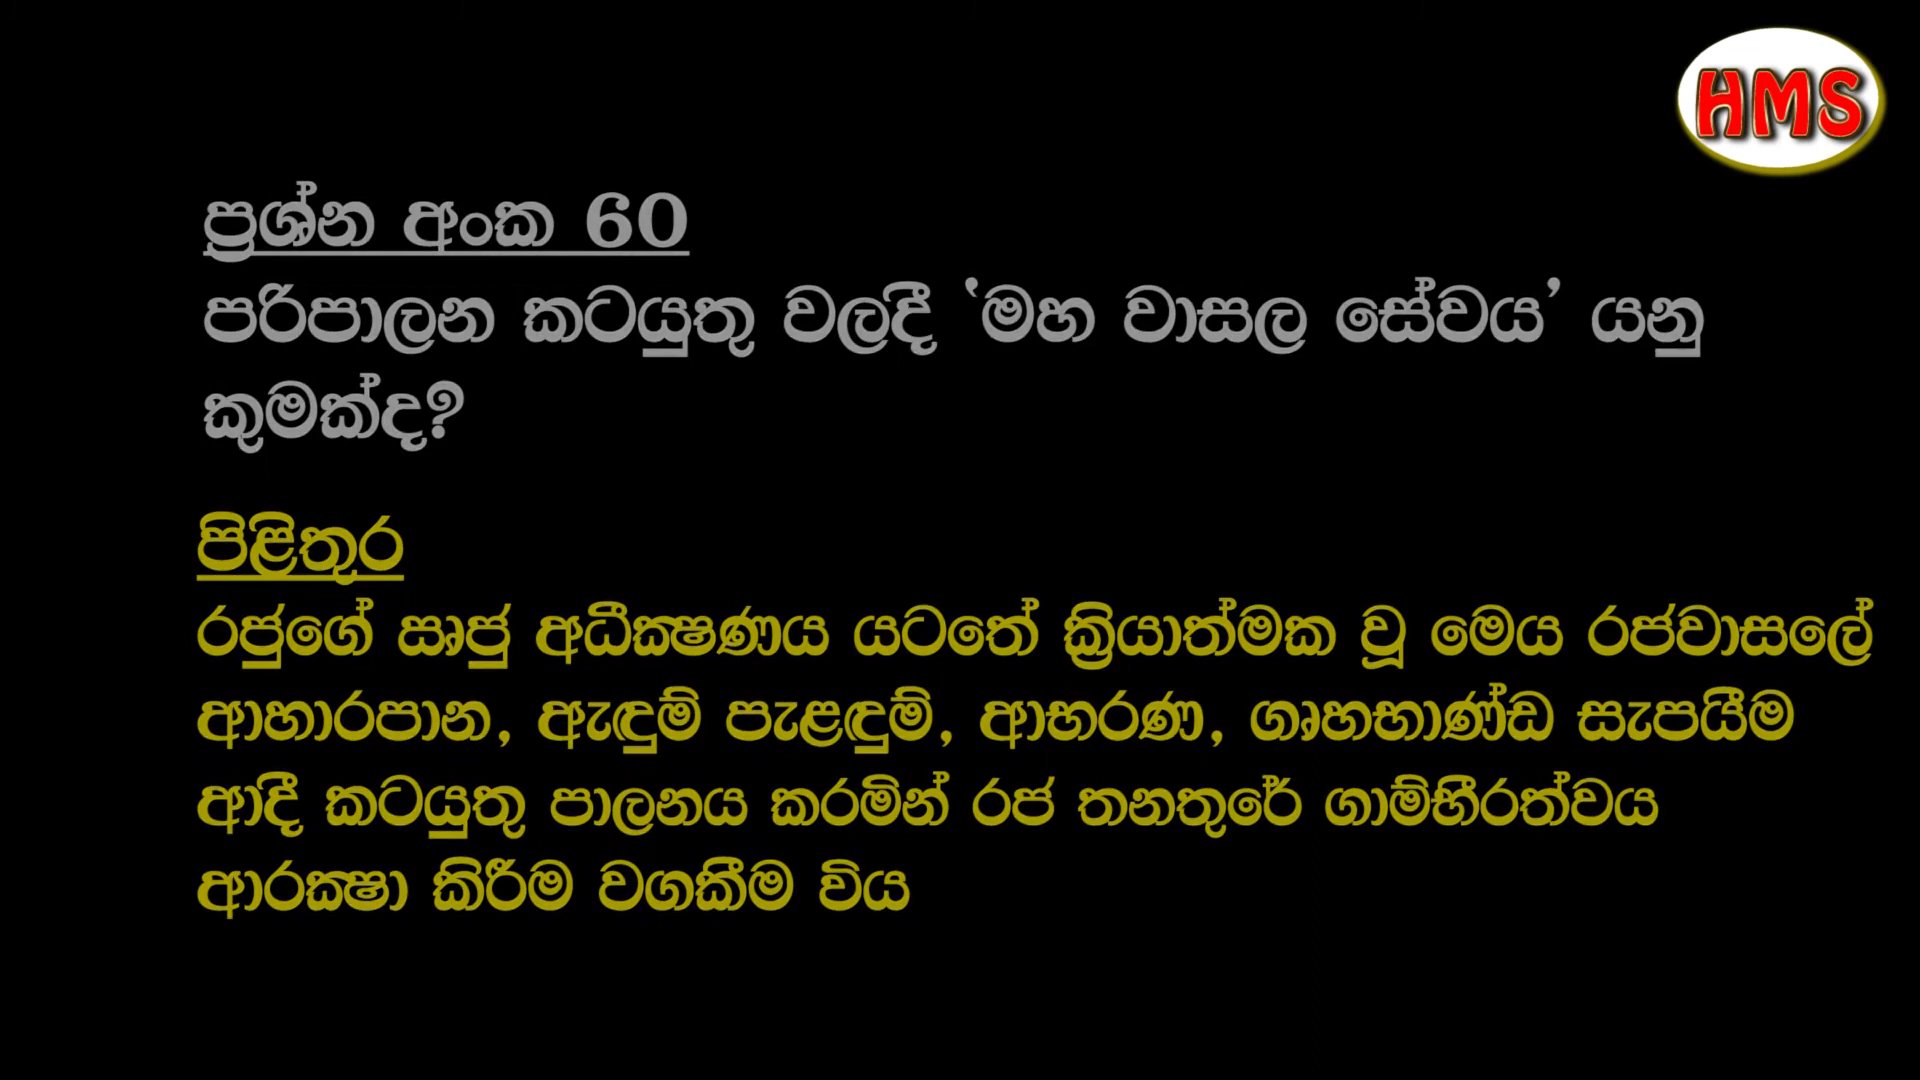 HMS
ප්‍රශ්න අංක 60
පරිපාලන කටයුතු වලදී ‘මහ වාසල සේවය’ යනු
කුමක්ද?
පිළිතුර
රජුගේ ඍජු අධීක්‍ෂණය යටතේ ක්‍රියාත්මක වූ මෙය රජවාසලේ
ආහාරපාන, ඇඳුම් පැළඳුම්, ආභරණ, ගෘහභාණ්ඩ සැපයීම
ආදී කටයුතු පාලනය කරමින් රජ තනතුරේ ගාම්භීරත්වය
ආරක්‍ෂා කිරීම වගකීම විය